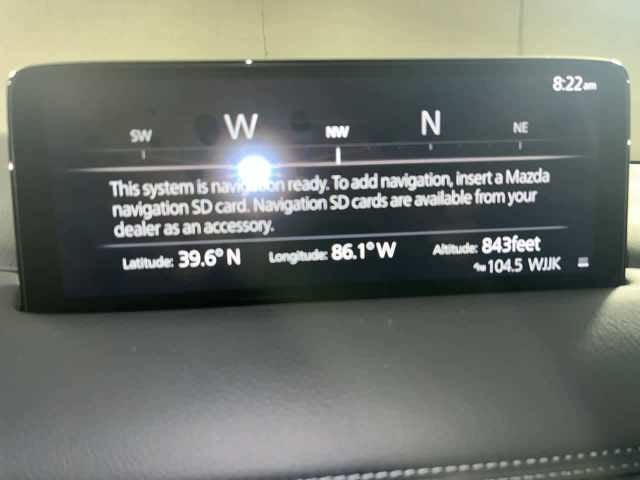 8:22am
SW W NW N NE
This system is navigation ready. To add navigation, insert a Mazda
navigation SD card. Navigation SD cards are available from your
dealer as an accessory.
Latitude: 39.6° N Longitude: 86.1° W Altitude: 843feet
104.5 WJJK